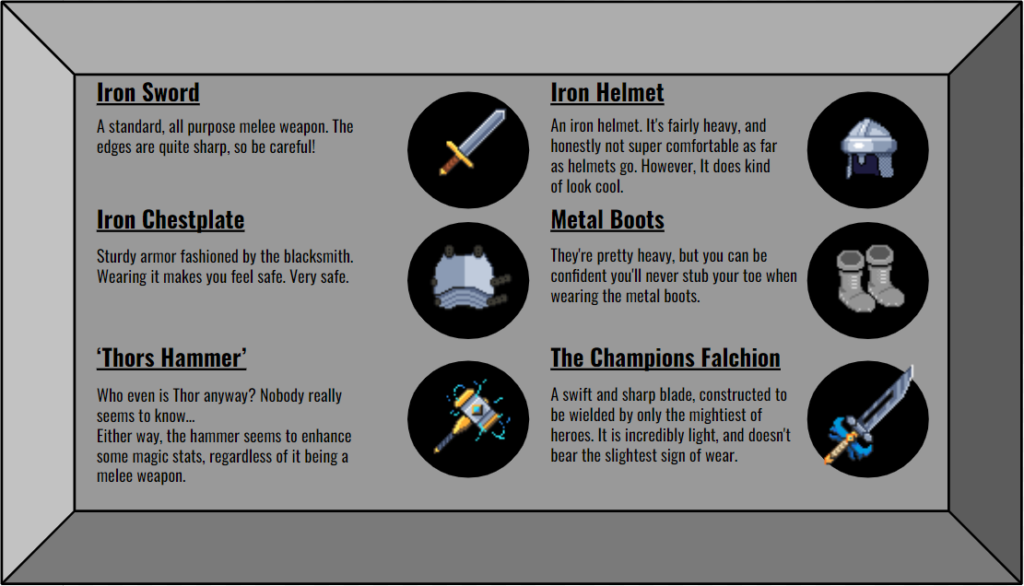 Iron Sword
A standard, all purpose melee weapon. The
edges are quite sharp, so be careful!
Iron Helmet
An iron helmet. It's fairly heavy, and
honestly not super comfortable as far
as helmets go. However, It does kind
of look cool.
Iron Chestplate
Sturdy armor fashioned by the blacksmith.
Wearing it makes you feel safe. Very safe.
Metal Boots
They're pretty heavy, but you can be
confident you'll never stub your toe when
wearing the metal boots.
‘Thors Hammer’
Who even is Thor anyway? Nobody really
seems to know...
Either way, the hammer seems to enhance
some magic stats, regardless of it being a
melee weapon.
The Champions Falchion
A swift and sharp blade, constructed to
be wielded by only the mightiest of
heroes. It is incredibly light, and doesn't
bear the slightest sign of wear.